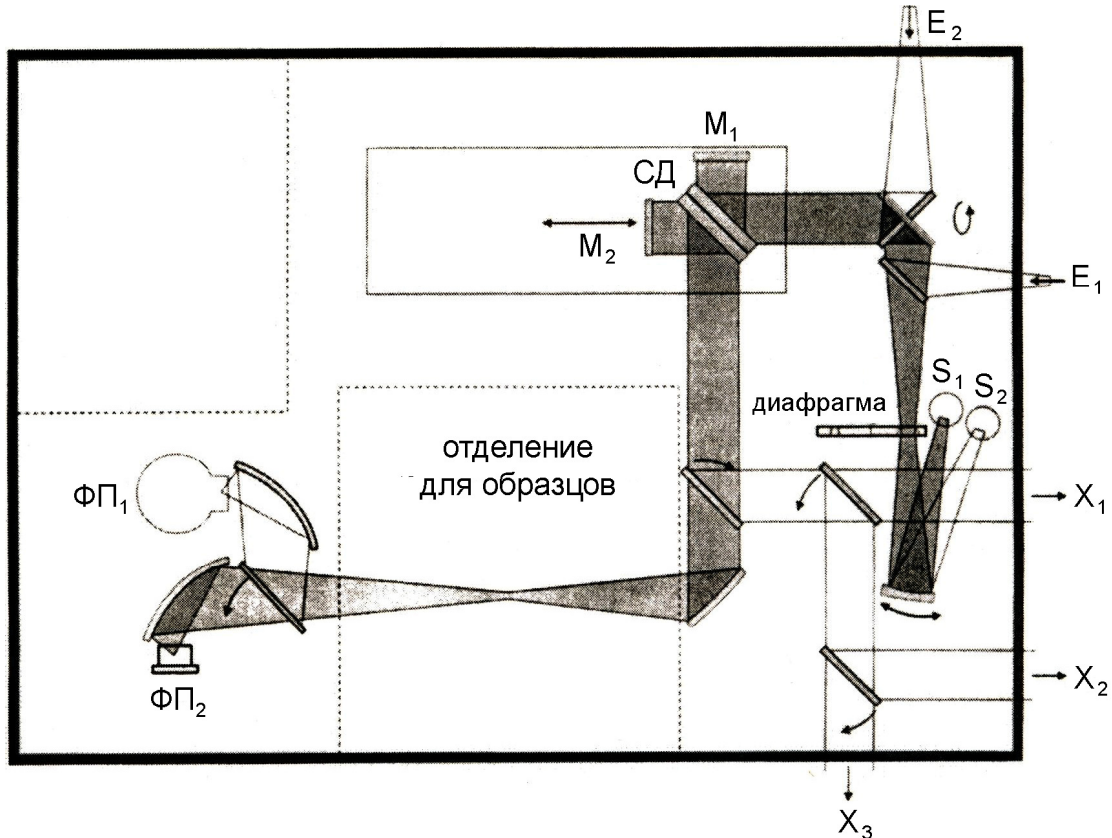 E₂
M₁
СД
M₂
E₁
S₁
S₂
диафрагма
отделение
для образцов
ФП₁
X₁
ФП₂
X₂
X₃